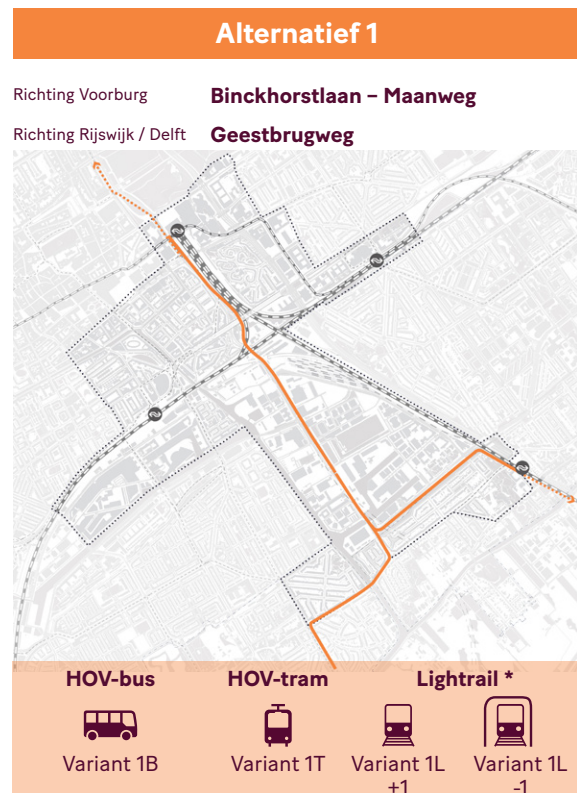 Alternatief 1
Richting Voorburg Binckhorstlaan – Maanweg
Richting Rijswijk / Delft Geestbrugweg
HOV-bus HOV-tram Lightrail *
Variant 1B Variant 1T Variant 1L Variant 1L
+1 -1